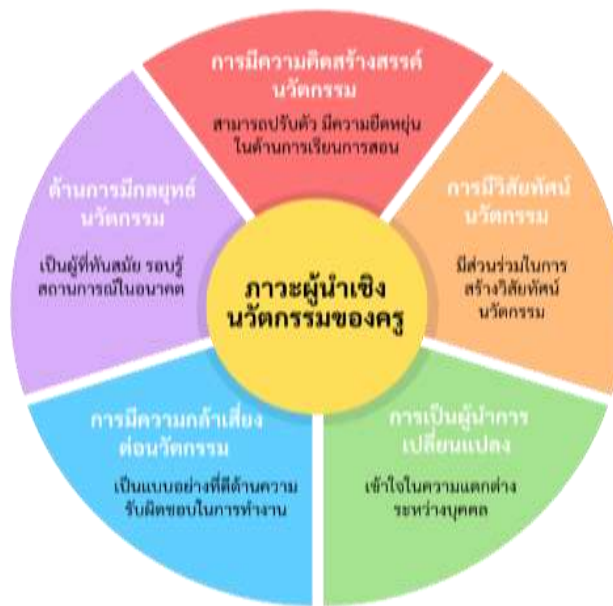 การมีความคิดสร้างสรรค์
นวัตกรรม
สามารถปรับตัว มีความยืดหยุ่น
ในด้านการเรียนการสอน
การมีวิสัยทัศน์
นวัตกรรม
มีส่วนร่วมในการ
สร้างวิสัยทัศน์
นวัตกรรม
การเป็นผู้นำการ
เปลี่ยนแปลง
เข้าใจในความแตกต่าง
ระหว่างบุคคล
การมีความกล้าเสี่ยง
ต่อนวัตกรรม
เป็นแบบอย่างที่ดีด้านความ
รับผิดชอบในการทำงาน
ด้านการมีกลยุทธ์
นวัตกรรม
เป็นผู้ที่ทันสมัย รอบรู้
สถานการณ์ในอนาคต
ภาวะผู้นำเชิง
นวัตกรรมของครู